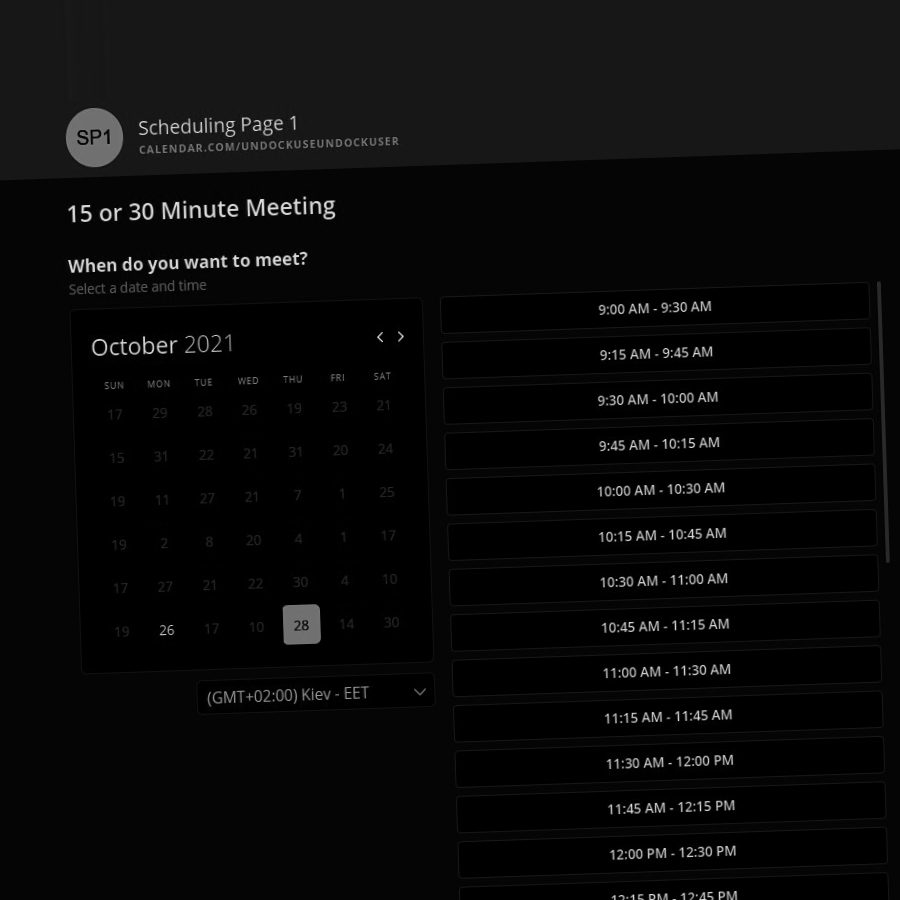 SP1
Scheduling Page 1
CALENDAR.COM/UNDOCKUSEUNDOCKUSER
15 or 30 Minute Meeting
When do you want to meet?
Select a date and time
October 2021
SUN MON TUE WED THU FRI SAT
17 29 28 26 19 23 21
15 31 22 21 31 20 24
19 11 27 21 7 1 25
19 2 8 20 4 1 17
17 27 21 22 30 4 10
19 26 17 10 28 14 30
(GMT+02:00) Kiev - EET
9:00 AM - 9:30 AM
9:15 AM - 9:45 AM
9:30 AM - 10:00 AM
9:45 AM - 10:15 AM
10:00 AM - 10:30 AM
10:15 AM - 10:45 AM
10:30 AM - 11:00 AM
10:45 AM - 11:15 AM
11:00 AM - 11:30 AM
11:15 AM - 11:45 AM
11:30 AM - 12:00 PM
11:45 AM - 12:15 PM
12:00 PM - 12:30 PM
12:15 PM - 12:45 PM